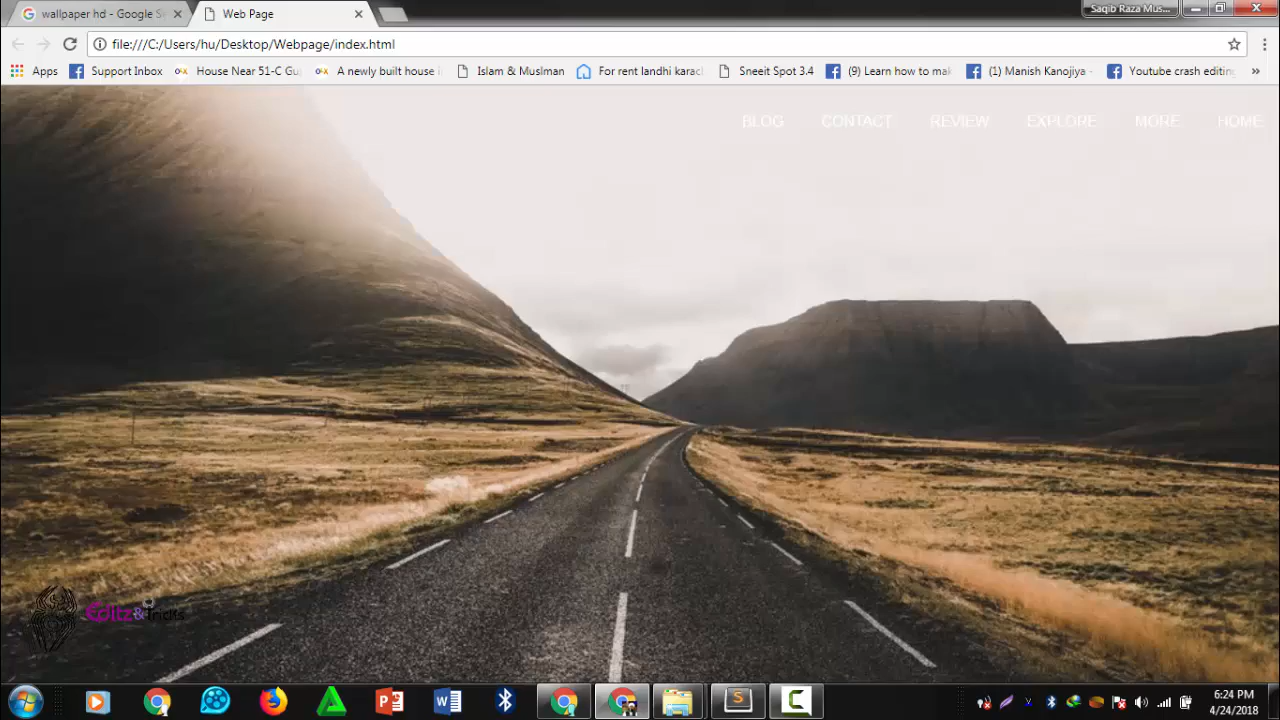 wallpaper hd - Google S
Web Page
Saqib Raza Mus...
file:///C:/Users/hu/Desktop/Webpage/index.html
Apps
Support Inbox
House Near 51-C Gu
A newly built house i
Islam & Muslman
For rent landhi karac
Sneeit Spot 3.4
(9) Learn how to mak
(1) Manish Kanojiya -
Youtube crash editing
»
BLOG CONTACT REVIEW EXPLORE MORE HOME
Editz&Tricks
6:24 PM
4/24/2018